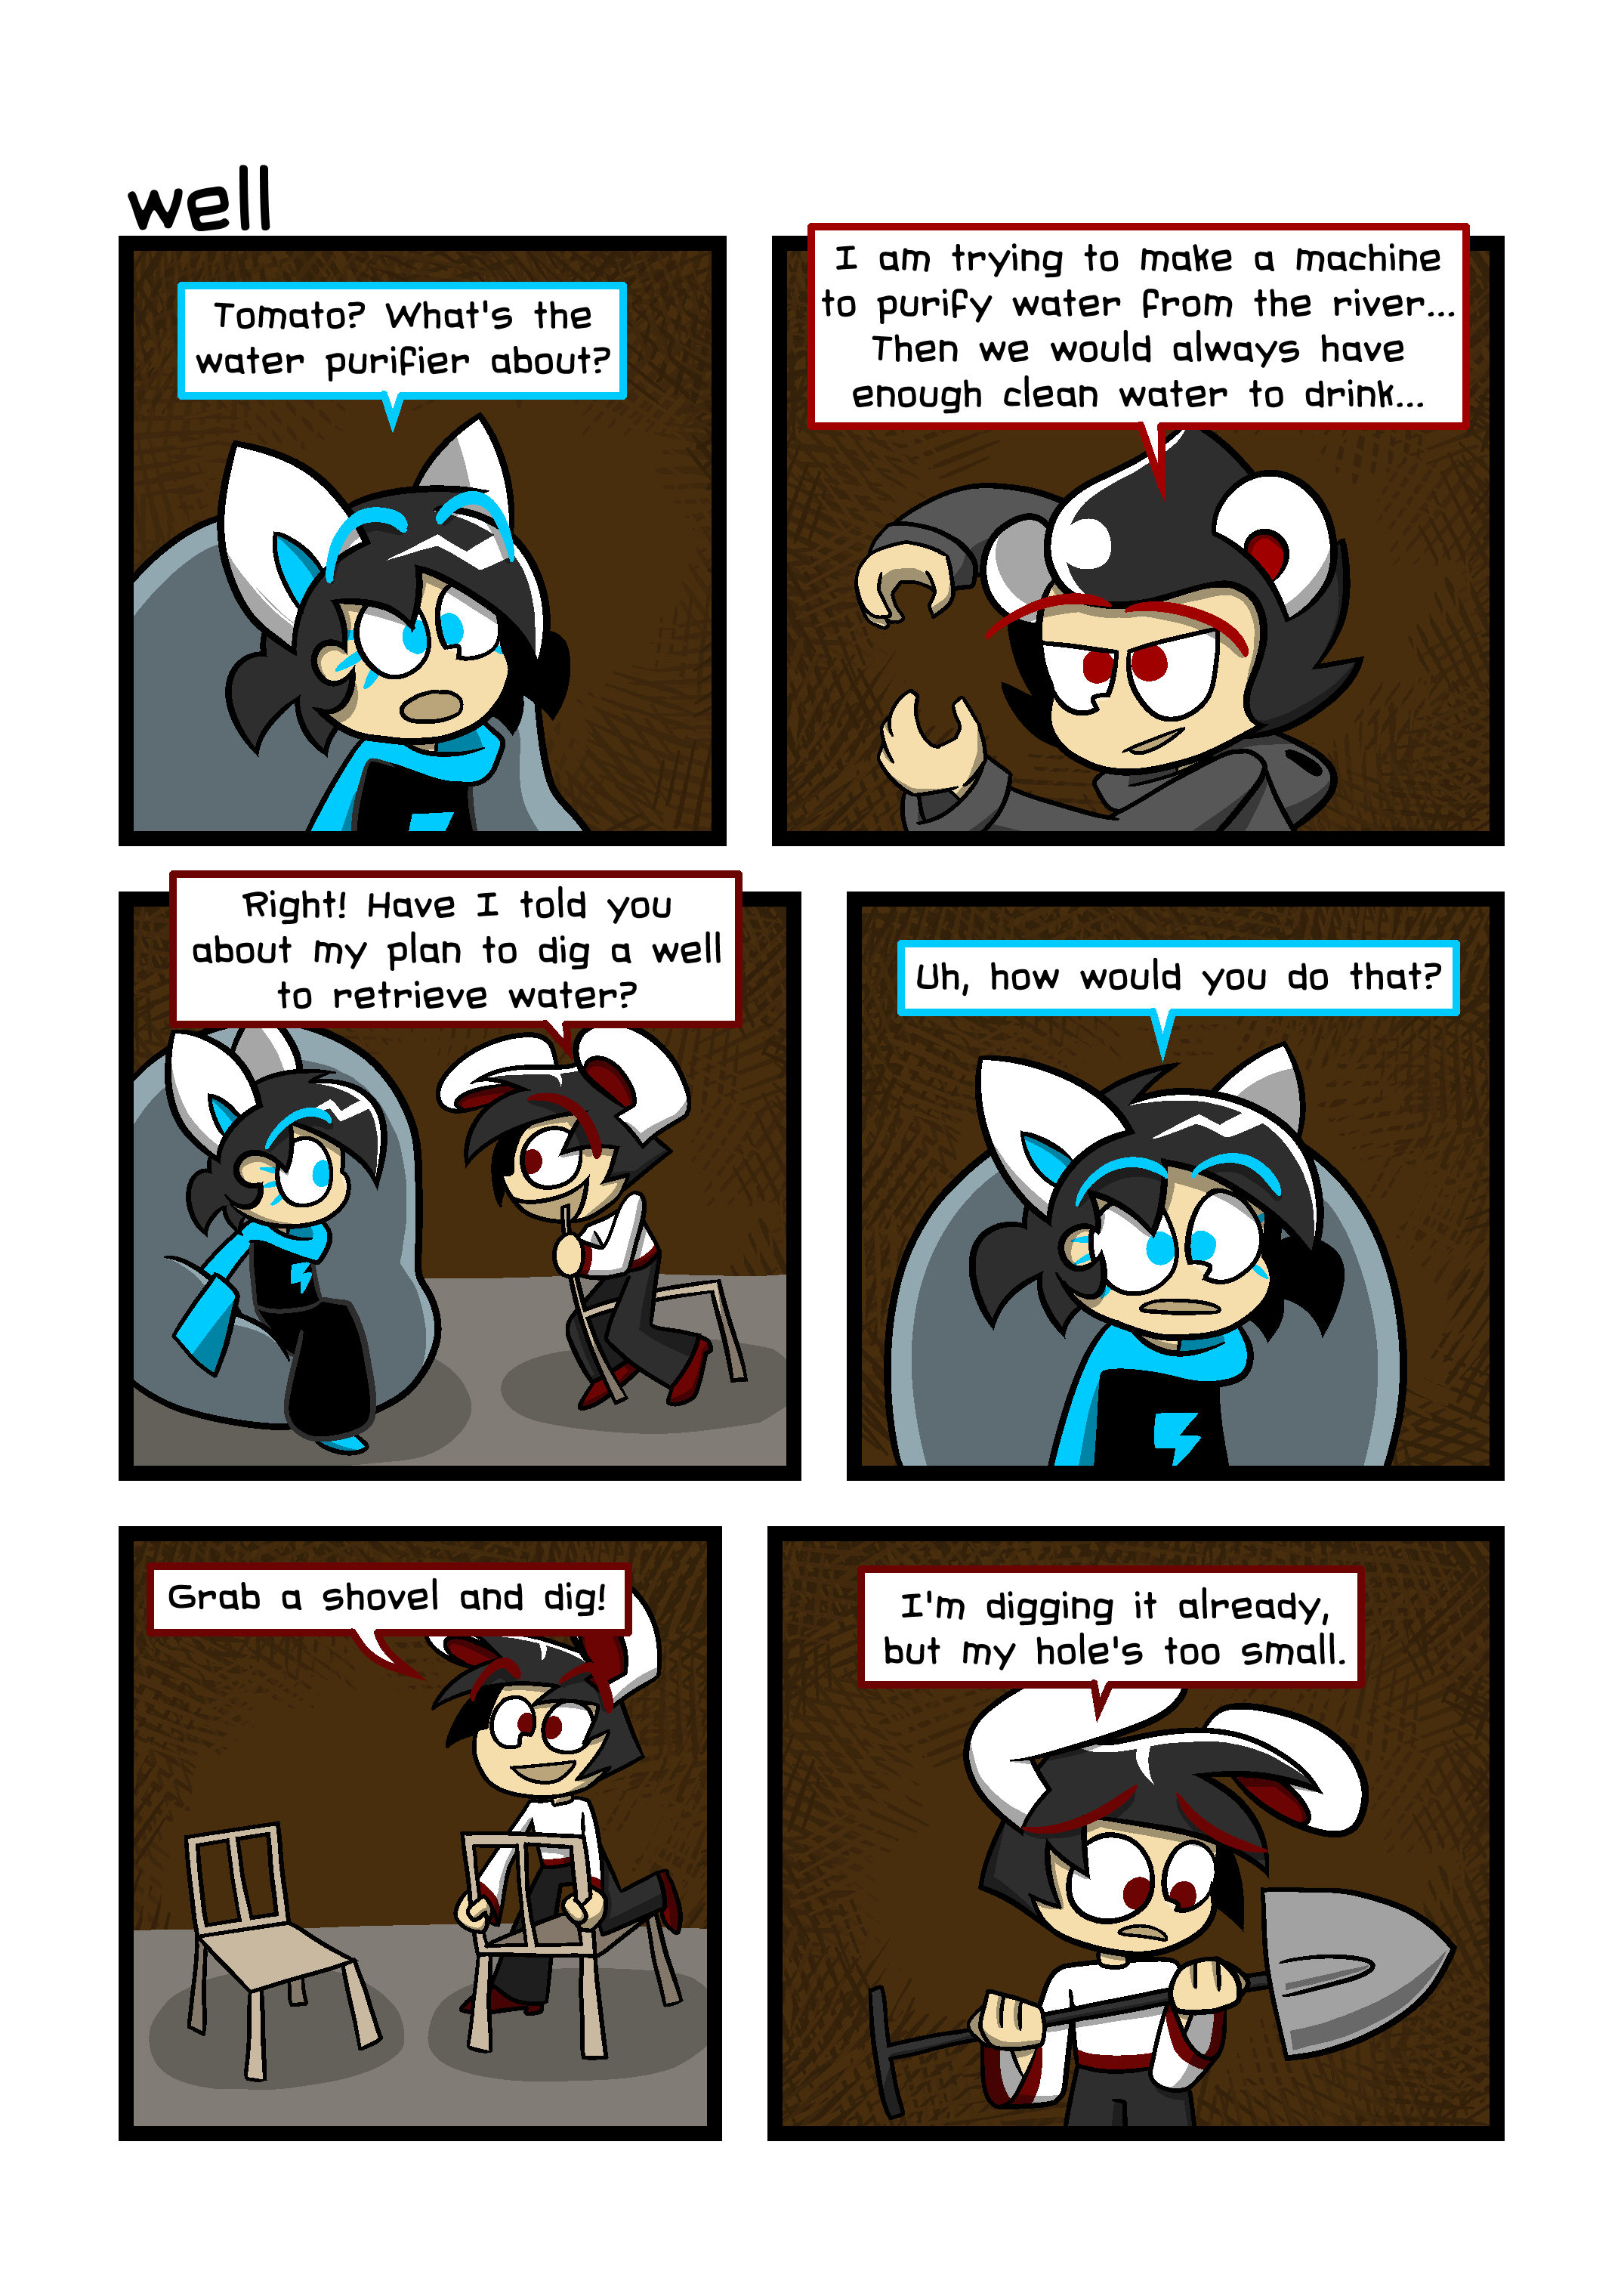 well
Tomato? What's the
water purifier about?
I am trying to make a machine
to purify water from the river...
Then we would always have
enough clean water to drink...
Right! Have I told you
about my plan to dig a well
to retrieve water?
Uh, how would you do that?
Grab a shovel and dig!
I'm digging it already,
but my hole's too small.